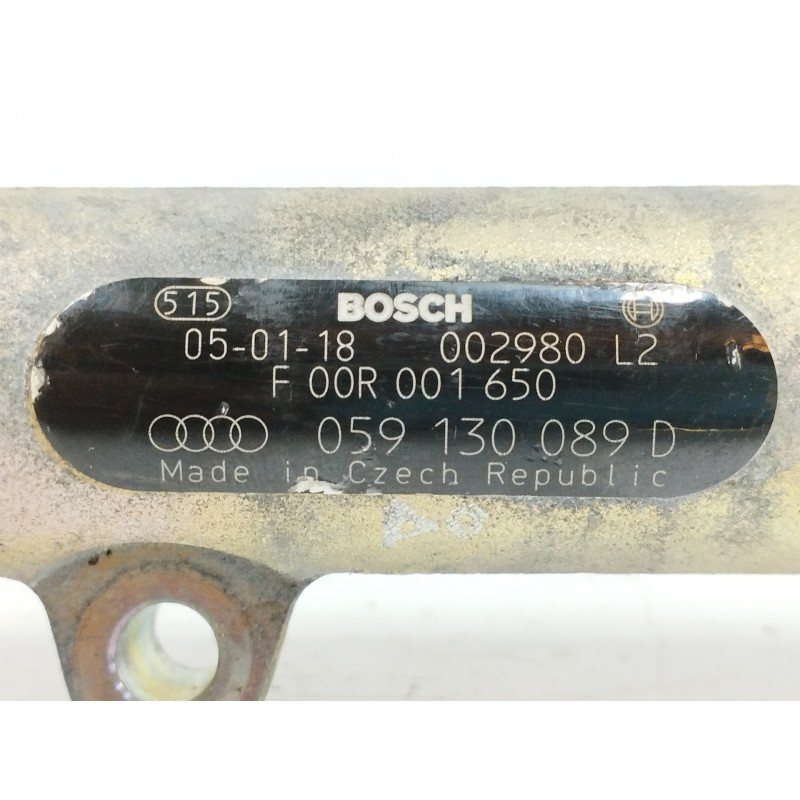 515 BOSCH
05-01-18 002980 L2
F 00R 001 650
059 130 089 D
Made in Czech Republic